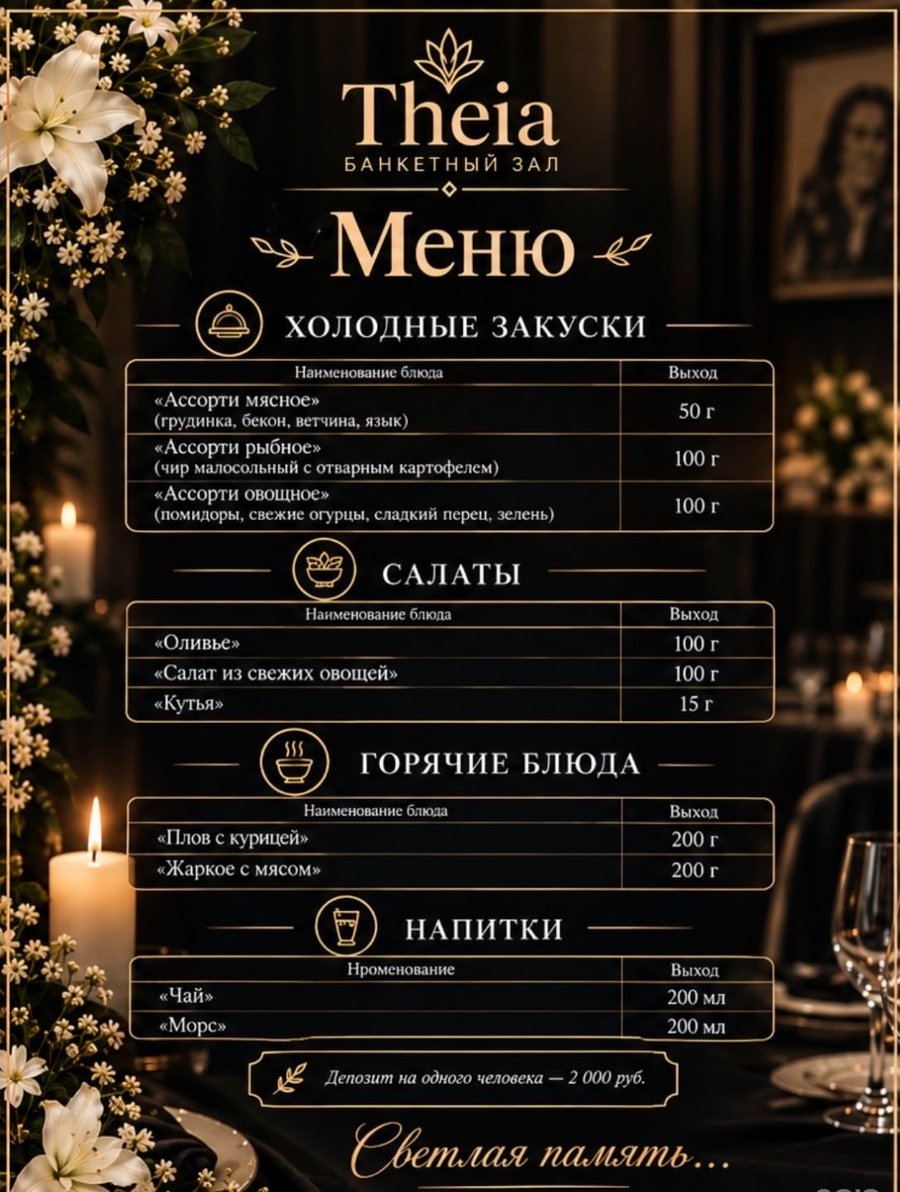 Theia
БАНКЕТНЫЙ ЗАЛ
Меню
ХОЛОДНЫЕ ЗАКУСКИ
Наименование блюда Выход
«Ассорти мясное»
(грудинка, бекон, ветчина, язык) 50 г
«Ассорти рыбное»
(чир малосольный с отварным картофелем) 100 г
«Ассорти овощное»
(помидоры, свежие огурцы, сладкий перец, зелень) 100 г
САЛАТЫ
Наименование блюда Выход
«Оливье» 100 г
«Салат из свежих овощей» 100 г
«Кутья» 15 г
ГОРЯЧИЕ БЛЮДА
Наименование блюда Выход
«Плов с курицей» 200 г
«Жаркое с мясом» 200 г
НАПИТКИ
Нроменование Выход
«Чай» 200 мл
«Морс» 200 мл
Депозит на одного человека — 2 000 руб.
Светлая память...